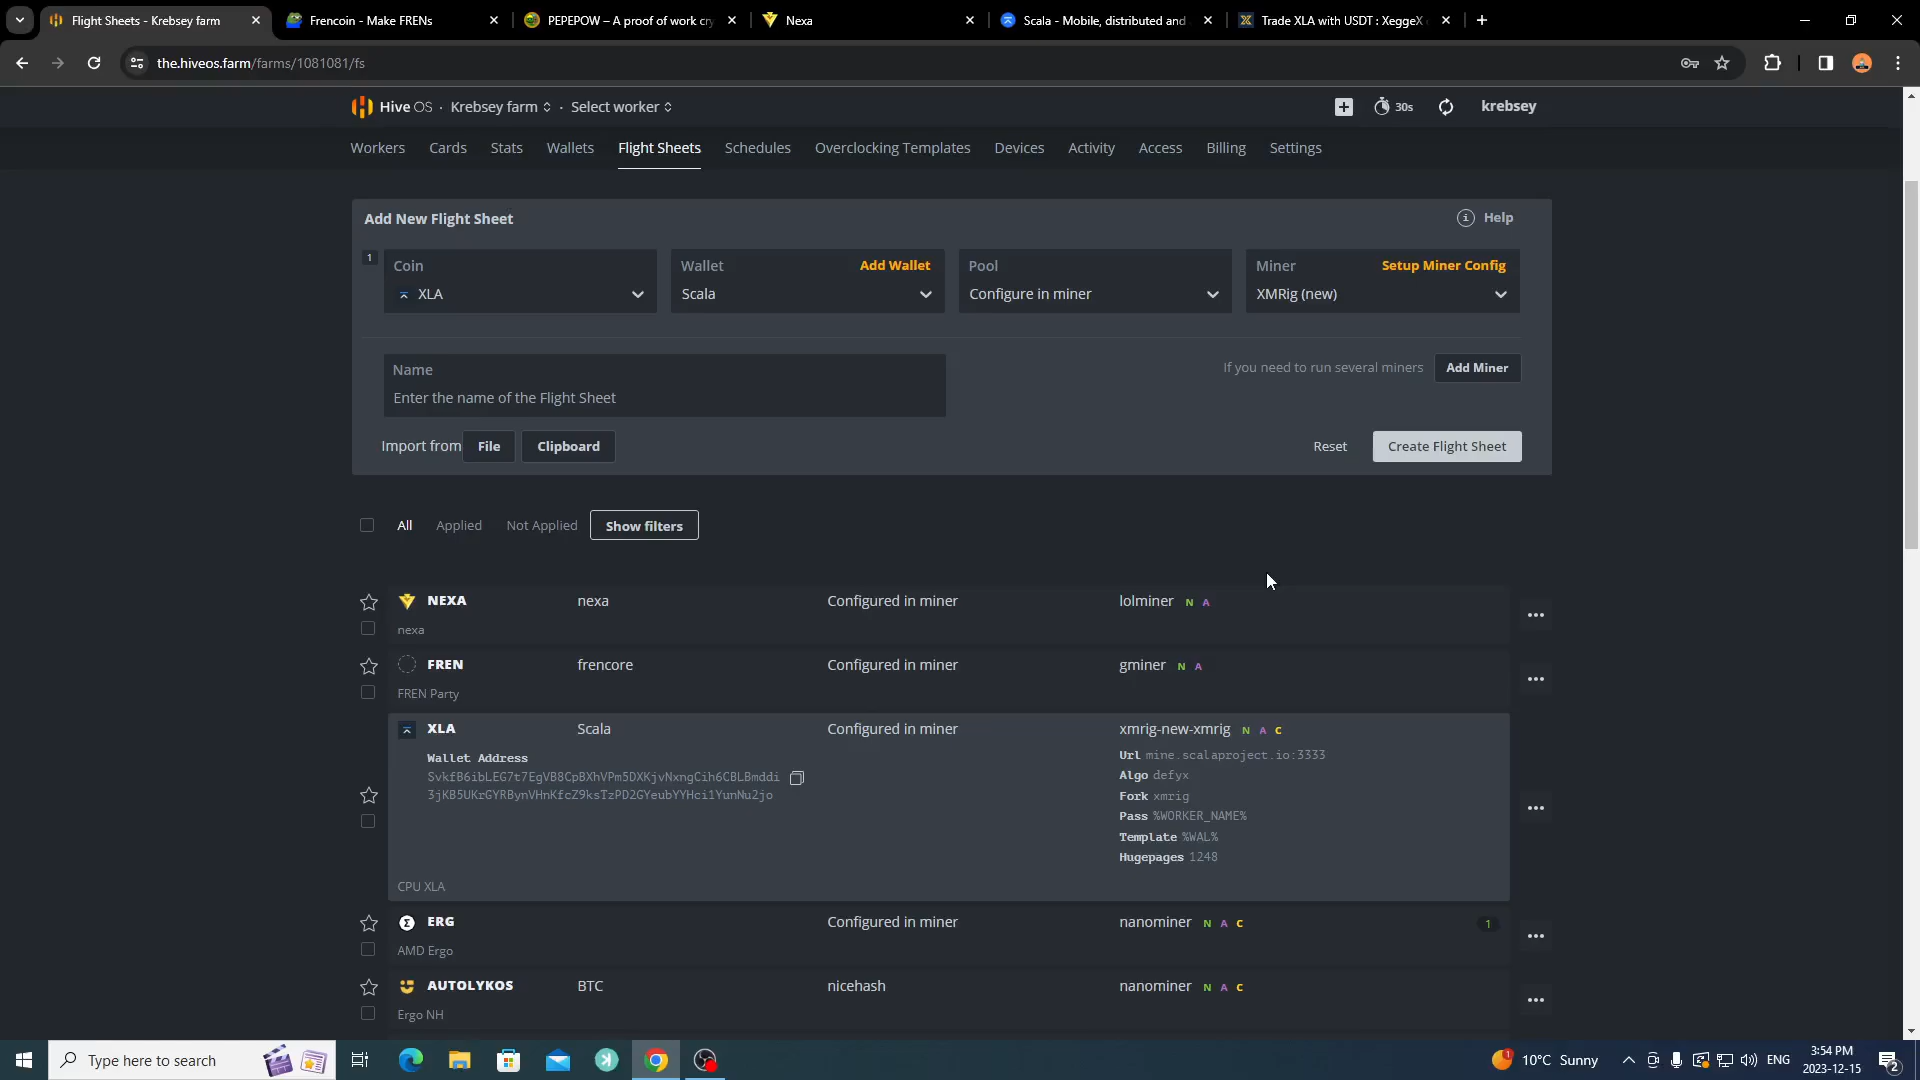 Flight Sheets - Krebsey farm
Frencoin - Make FRENs
PEPEPOW – A proof of work cry
Nexa
Scala - Mobile, distributed and
Trade XLA with USDT : XeggeX
the.hiveos.farm/farms/1081081/fs
Hive OS · Krebsey farm · Select worker
30s
krebsey
Workers Cards Stats Wallets Flight Sheets Schedules Overclocking Templates Devices Activity Access Billing Settings
Add New Flight Sheet
Help
1
Coin
Wallet
Add Wallet
Pool
Miner
Setup Miner Config
XLA
Scala
Configure in miner
XMRig (new)
Name
Enter the name of the Flight Sheet
If you need to run several miners
Add Miner
Import from
File
Clipboard
Reset
Create Flight Sheet
All
Applied
Not Applied
Show filters
NEXA nexa Configured in miner lolminer N A
nexa
FREN frencore Configured in miner gminer N A
FREN Party
XLA Scala Configured in miner xmrig-new-xmrig N A C
Wallet Address
SvkfB6ibLEG7t7EgVB8CpBXhVPm5DXKjvNxngCih6CBLBmddi
3jKB5UKrGYRBynVHnKfcZ9ksTzPD2GYeubYYHci1YunNu2jo
Url mine.scalaproject.io:3333
Algo defyx
Fork xmrig
Pass %WORKER_NAME%
Template %WAL%
Hugepages 1248
CPU XLA
ERG Configured in miner nanominer N A C 1
AMD Ergo
AUTOLYKOS BTC nicehash nanominer N A C
Ergo NH
Type here to search
1
10°C Sunny
ENG
3:54 PM
2023-12-15
2